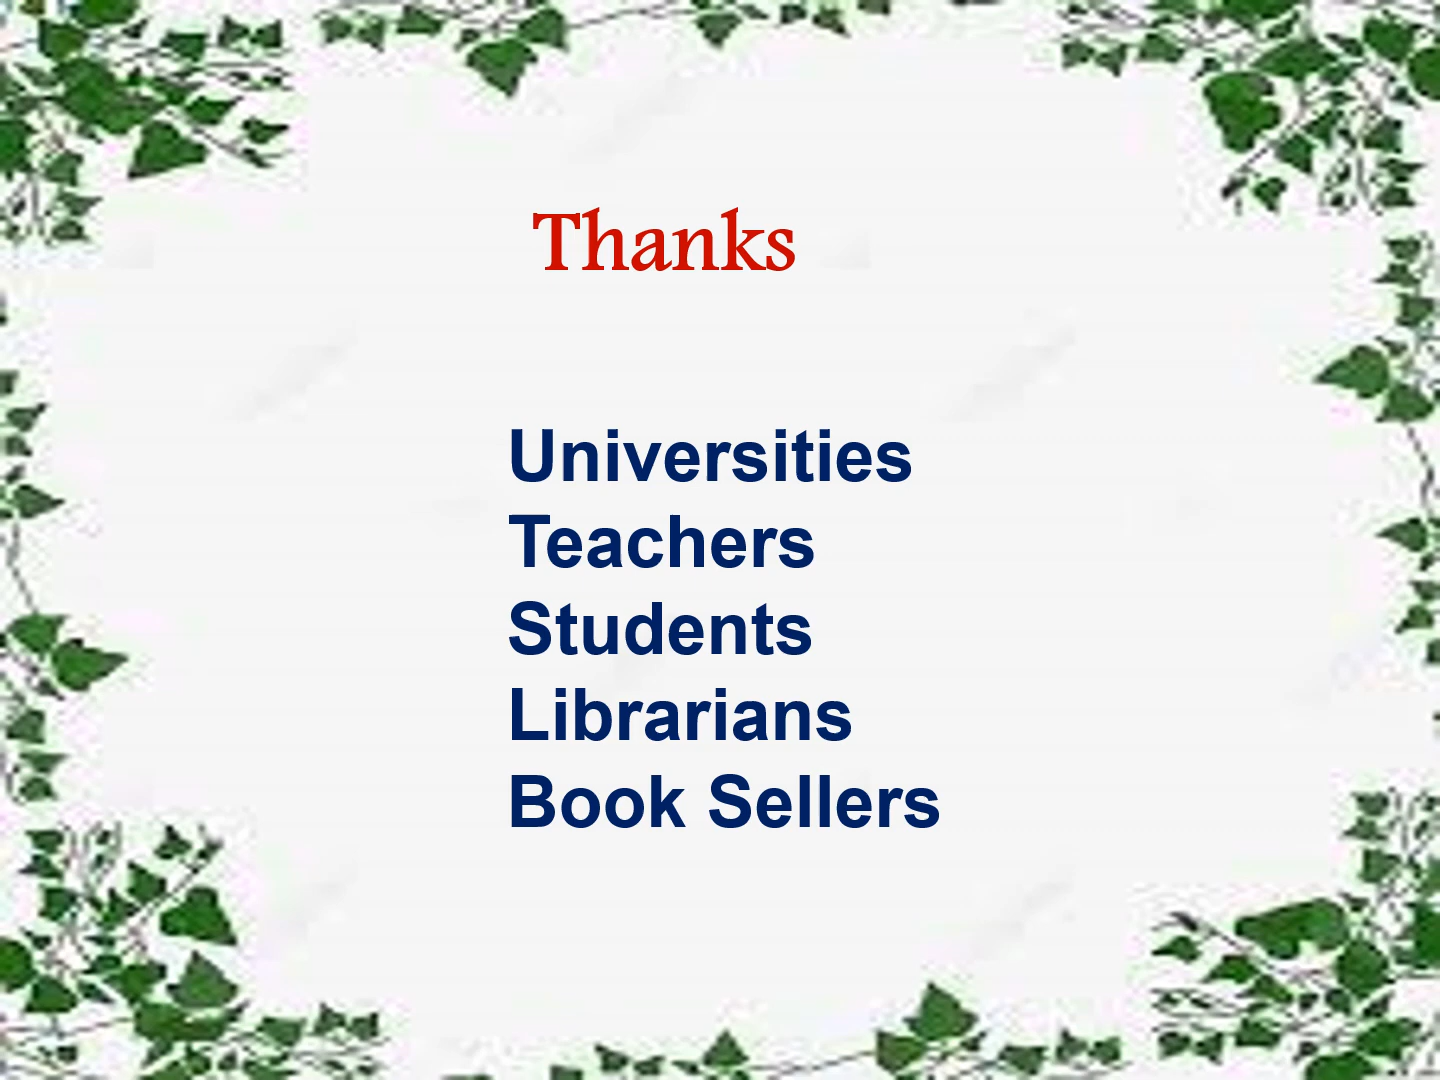 Thanks
Universities
Teachers
Students
Librarians
Book Sellers